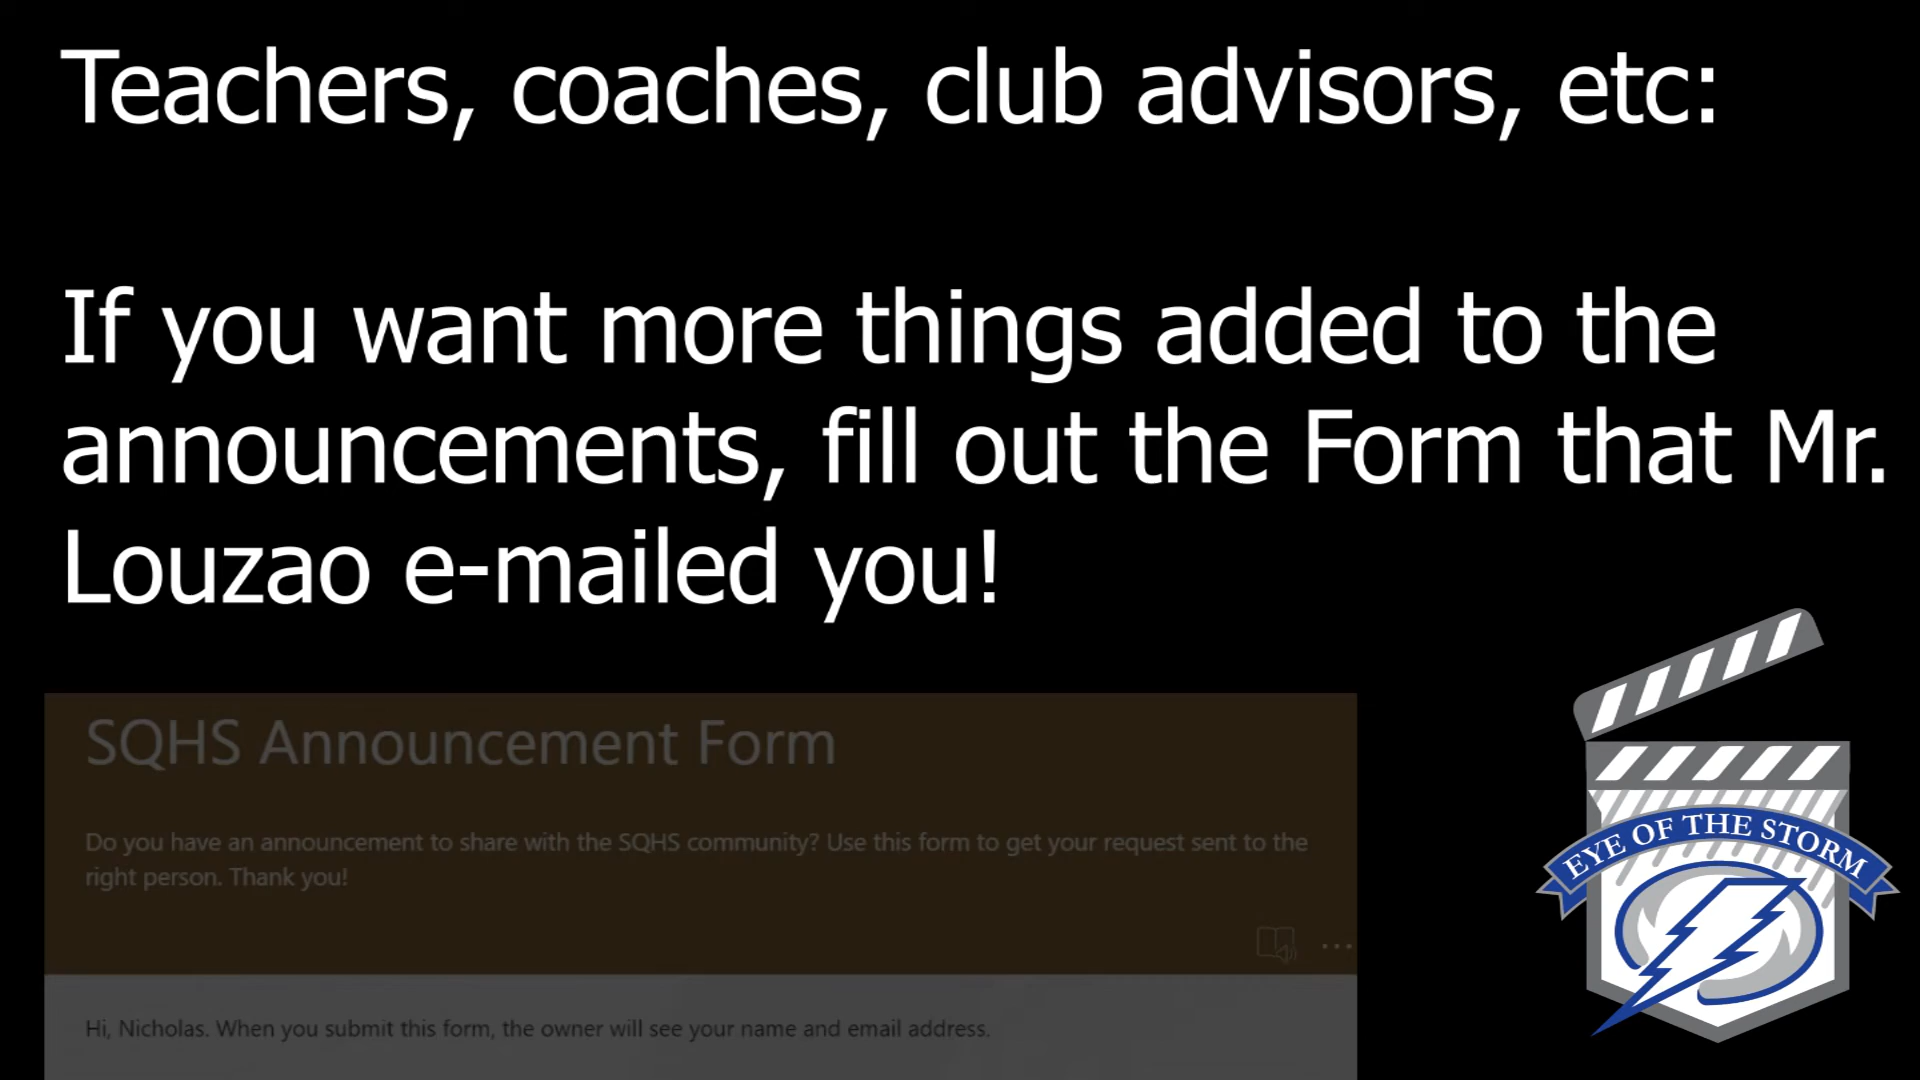 Teachers, coaches, club advisors, etc:
If you want more things added to the
announcements, fill out the Form that Mr.
Louzao e-mailed you!
SQHS Announcement Form
Do you have an announcement to share with the SQHS community? Use this form to get your request sent to the
right person. Thank you!
...
Hi, Nicholas. When you submit this form, the owner will see your name and email address.
EYE OF THE STORM